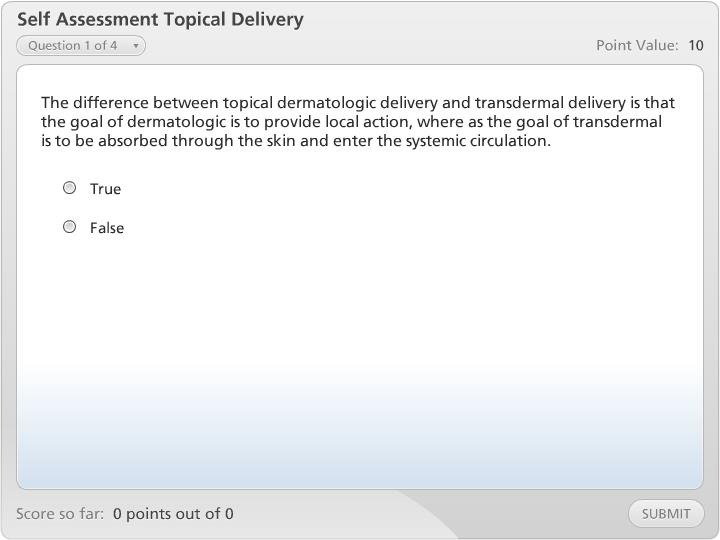 Self Assessment Topical Delivery
Question 1 of 4
Point Value: 10
The difference between topical dermatologic delivery and transdermal delivery is that
the goal of dermatologic is to provide local action, where as the goal of transdermal
is to be absorbed through the skin and enter the systemic circulation.
True
False
Score so far: 0 points out of 0
SUBMIT